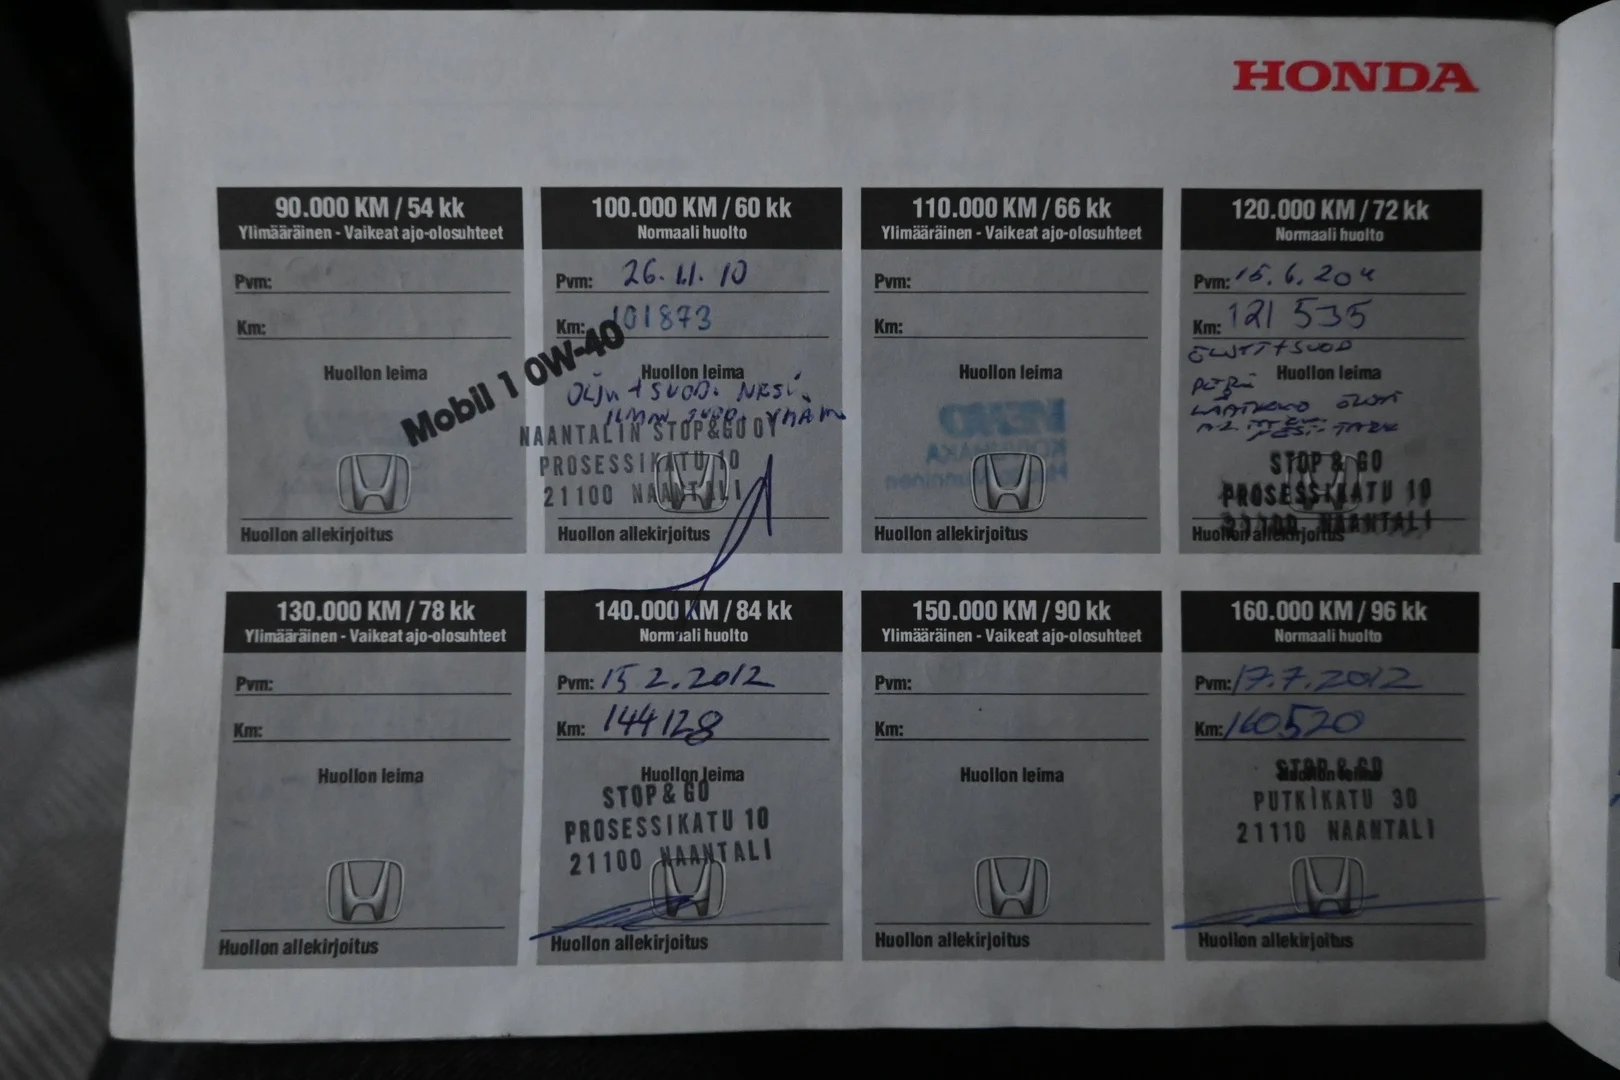 HONDA
90.000 KM / 54 kk
Ylimääräinen - Vaikeat ajo-olosuhteet
Pvm:
Km:
Huollon leima
Huollon allekirjoitus
100.000 KM / 60 kk
Normaali huolto
Pvm: 26.11.10
Km: 101873
Mobil 1 0W-40
Huollon leima
NAANTALIN STOP&GO OY
PROSESSIKATU 10
21100 NAANTALI
Huollon allekirjoitus
110.000 KM / 66 kk
Ylimääräinen - Vaikeat ajo-olosuhteet
Pvm:
Km:
Huollon leima
Huollon allekirjoitus
120.000 KM / 72 kk
Normaali huolto
Pvm: 15.6.2011
Km: 121 535
Huollon leima
STOP & GO
PROSESSIKATU 10
21100 NAANTALI
Huollon allekirjoitus
130.000 KM / 78 kk
Ylimääräinen - Vaikeat ajo-olosuhteet
Pvm:
Km:
Huollon leima
Huollon allekirjoitus
140.000 KM / 84 kk
Normaali huolto
Pvm: 15.2.2012
Km: 144128
Huollon leima
STOP & GO
PROSESSIKATU 10
21100 NAANTALI
Huollon allekirjoitus
150.000 KM / 90 kk
Ylimääräinen - Vaikeat ajo-olosuhteet
Pvm:
Km:
Huollon leima
Huollon allekirjoitus
160.000 KM / 96 kk
Normaali huolto
Pvm: 17.7.2012
Km: 160520
Huollon leima
STOP & GO
PUTKIKATU 30
21110 NAANTALI
Huollon allekirjoitus